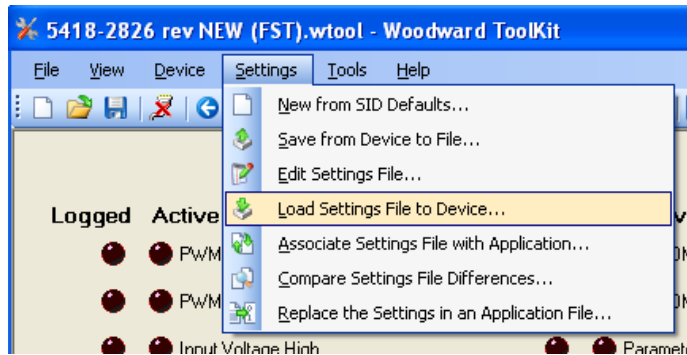 5418-2826 rev NEW (FST).wtool - Woodward ToolKit
File View Device Settings Tools Help
New from SID Defaults...
Save from Device to File...
Edit Settings File...
Load Settings File to Device...
Associate Settings File with Application...
Compare Settings File Differences...
Replace the Settings in an Application File...
Logged Active
PWM
PWM
Input Voltage High
Paramet